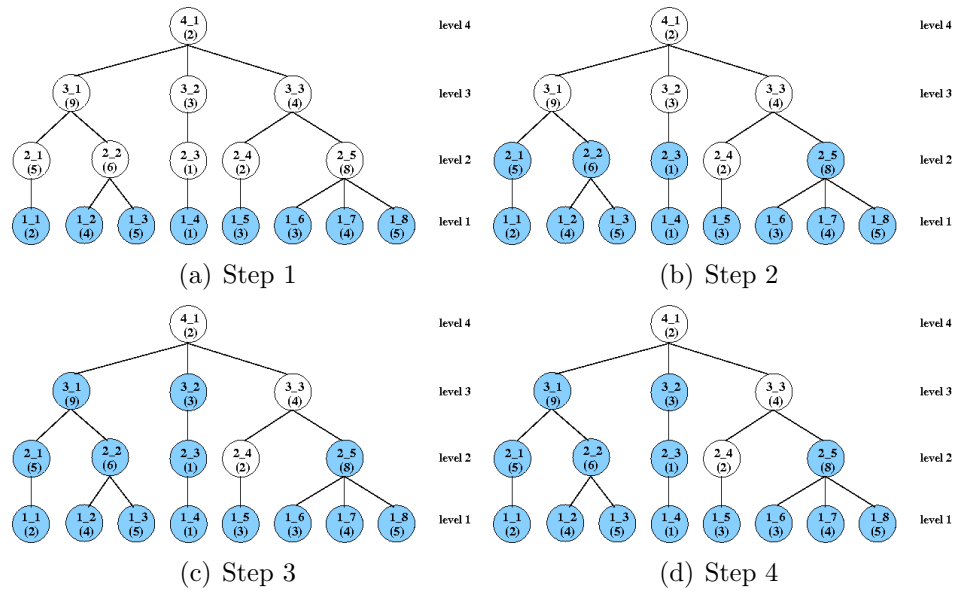 4_1 (2) level 4
3_1 (9) 3_2 (3) 3_3 (4) level 3
2_1 (5) 2_2 (6) 2_3 (1) 2_4 (2) 2_5 (8) level 2
1_1 (2) 1_2 (4) 1_3 (5) 1_4 (1) 1_5 (3) 1_6 (3) 1_7 (4) 1_8 (5) level 1
(a) Step 1
4_1 (2) level 4
3_1 (9) 3_2 (3) 3_3 (4) level 3
2_1 (5) 2_2 (6) 2_3 (1) 2_4 (2) 2_5 (8) level 2
1_1 (2) 1_2 (4) 1_3 (5) 1_4 (1) 1_5 (3) 1_6 (3) 1_7 (4) 1_8 (5) level 1
(b) Step 2
4_1 (2) level 4
3_1 (9) 3_2 (3) 3_3 (4) level 3
2_1 (5) 2_2 (6) 2_3 (1) 2_4 (2) 2_5 (8) level 2
1_1 (2) 1_2 (4) 1_3 (5) 1_4 (1) 1_5 (3) 1_6 (3) 1_7 (4) 1_8 (5) level 1
(c) Step 3
4_1 (2) level 4
3_1 (9) 3_2 (3) 3_3 (4) level 3
2_1 (5) 2_2 (6) 2_3 (1) 2_4 (2) 2_5 (8) level 2
1_1 (2) 1_2 (4) 1_3 (5) 1_4 (1) 1_5 (3) 1_6 (3) 1_7 (4) 1_8 (5) level 1
(d) Step 4